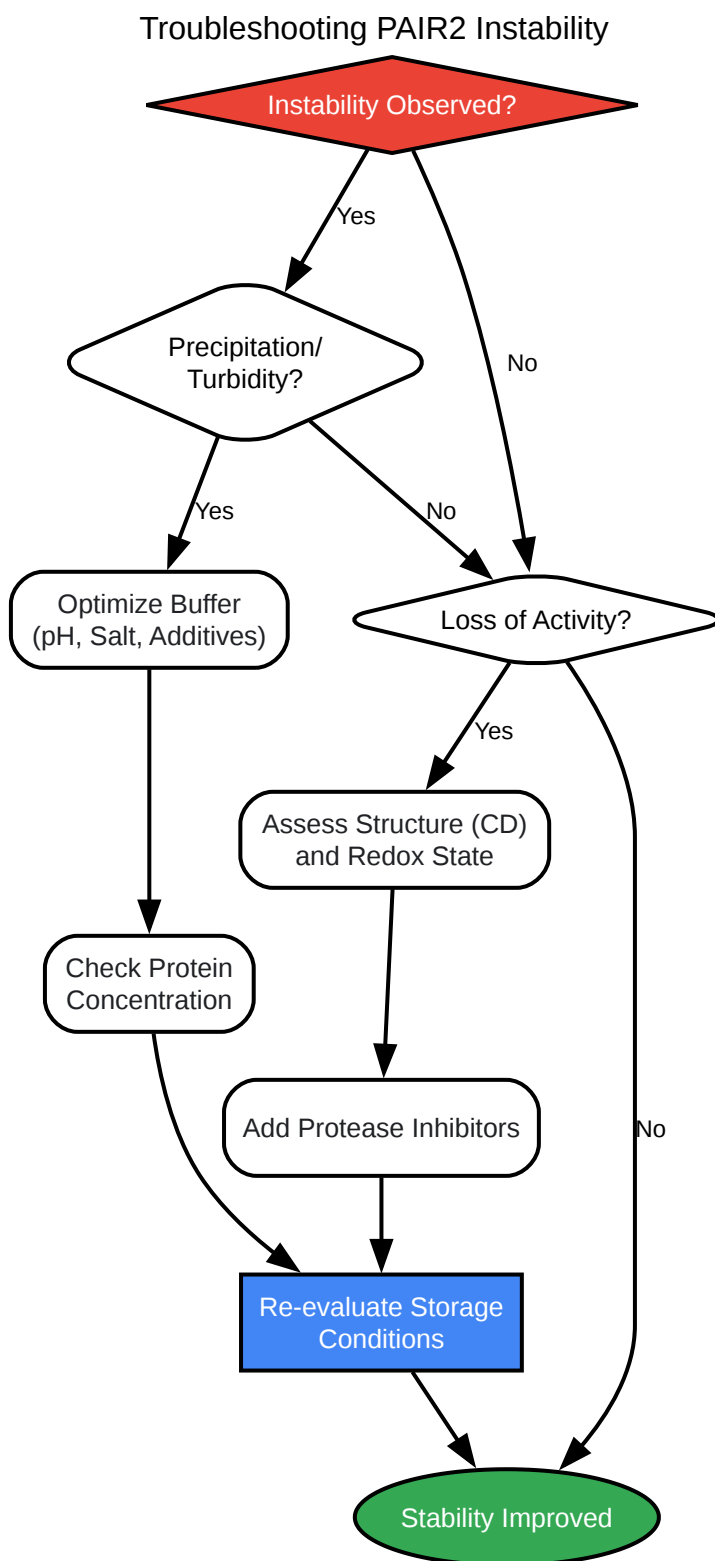 Troubleshooting PAIR2 Instability
Instability Observed?
Yes
No
Precipitation/
Turbidity?
Yes
No
Optimize Buffer
(pH, Salt, Additives)
Loss of Activity?
Yes
No
Assess Structure (CD)
and Redox State
Check Protein
Concentration
Add Protease Inhibitors
Re-evaluate Storage
Conditions
Stability Improved